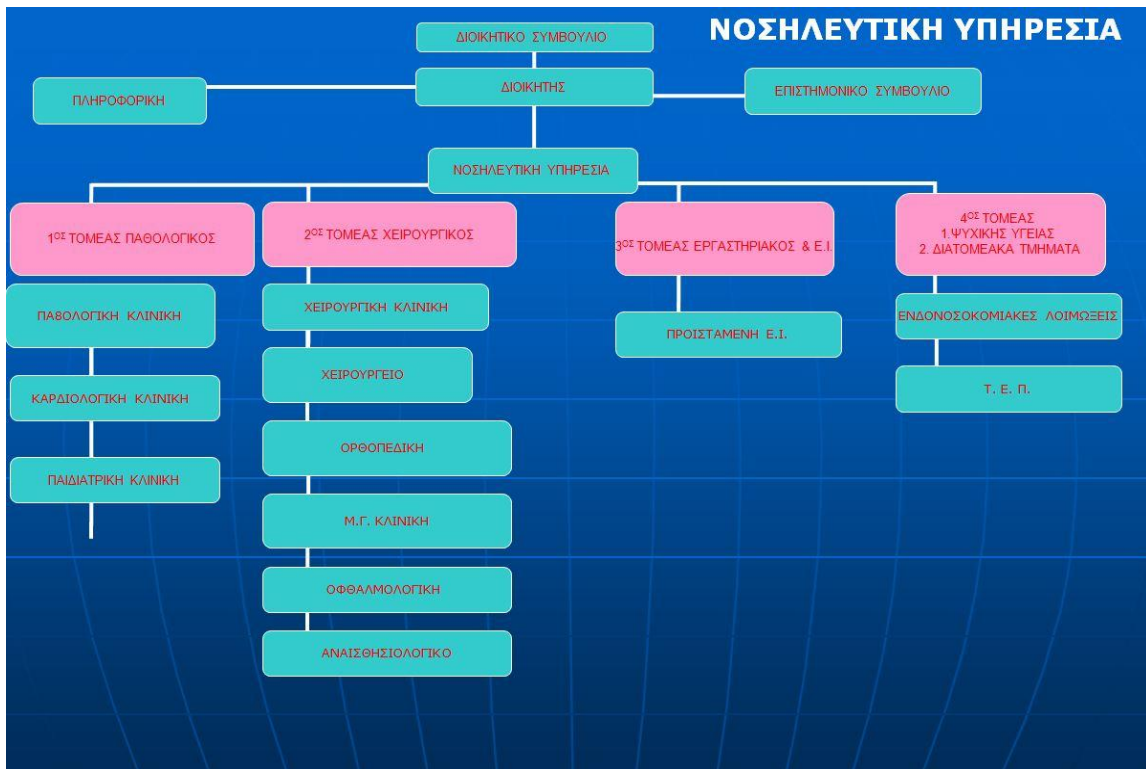 ΝΟΣΗΛΕΥΤΙΚΗ ΥΠΗΡΕΣΙΑ
ΔΙΟΙΚΗΤΙΚΟ ΣΥΜΒΟΥΛΙΟ
ΔΙΟΙΚΗΤΗΣ
ΠΛΗΡΟΦΟΡΙΚΗ
ΕΠΙΣΤΗΜΟΝΙΚΟ ΣΥΜΒΟΥΛΙΟ
ΝΟΣΗΛΕΥΤΙΚΗ ΥΠΗΡΕΣΙΑ
1ΟΣ ΤΟΜΕΑΣ ΠΑΘΟΛΟΓΙΚΟΣ
ΠΑΘΟΛΟΓΙΚΗ ΚΛΙΝΙΚΗ
ΚΑΡΔΙΟΛΟΓΙΚΗ ΚΛΙΝΙΚΗ
ΠΑΙΔΙΑΤΡΙΚΗ ΚΛΙΝΙΚΗ
2ΟΣ ΤΟΜΕΑΣ ΧΕΙΡΟΥΡΓΙΚΟΣ
ΧΕΙΡΟΥΡΓΙΚΗ ΚΛΙΝΙΚΗ
ΧΕΙΡΟΥΡΓΕΙΟ
ΟΡΘΟΠΕΔΙΚΗ
Μ.Γ. ΚΛΙΝΙΚΗ
ΟΦΘΑΛΜΟΛΟΓΙΚΗ
ΑΝΑΙΣΘΗΣΙΟΛΟΓΙΚΟ
3ΟΣ ΤΟΜΕΑΣ ΕΡΓΑΣΤΗΡΙΑΚΟΣ & Ε.Ι.
ΠΡΟΙΣΤΑΜΕΝΗ Ε.Ι.
4ΟΣ ΤΟΜΕΑΣ
1.ΨΥΧΙΚΗΣ ΥΓΕΙΑΣ
2. ΔΙΑΤΟΜΕΑΚΑ ΤΜΗΜΑΤΑ
ΕΝΔΟΝΟΣΟΚΟΜΙΑΚΕΣ ΛΟΙΜΩΞΕΙΣ
Τ. Ε. Π.